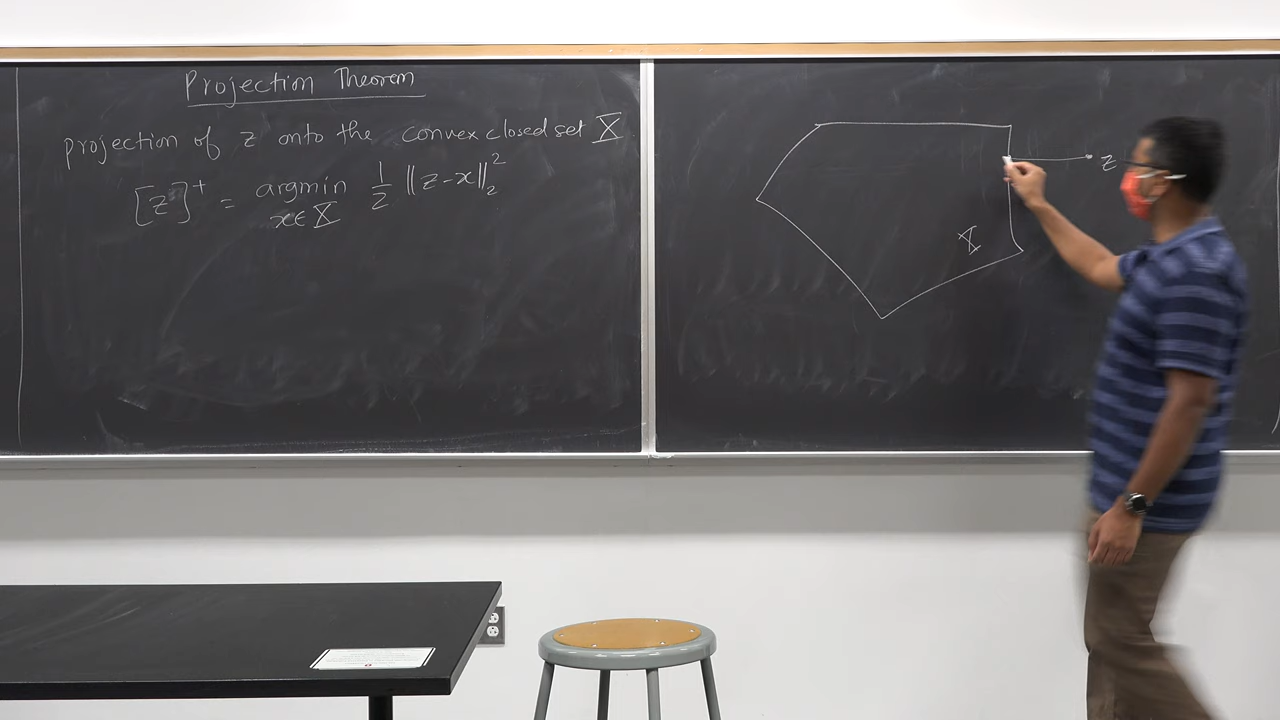 Projection Theorem
projection of z onto the convex closed set X
[z]⁺ = argmin 1/2 ||z-x||₂²
x∈X
z
X